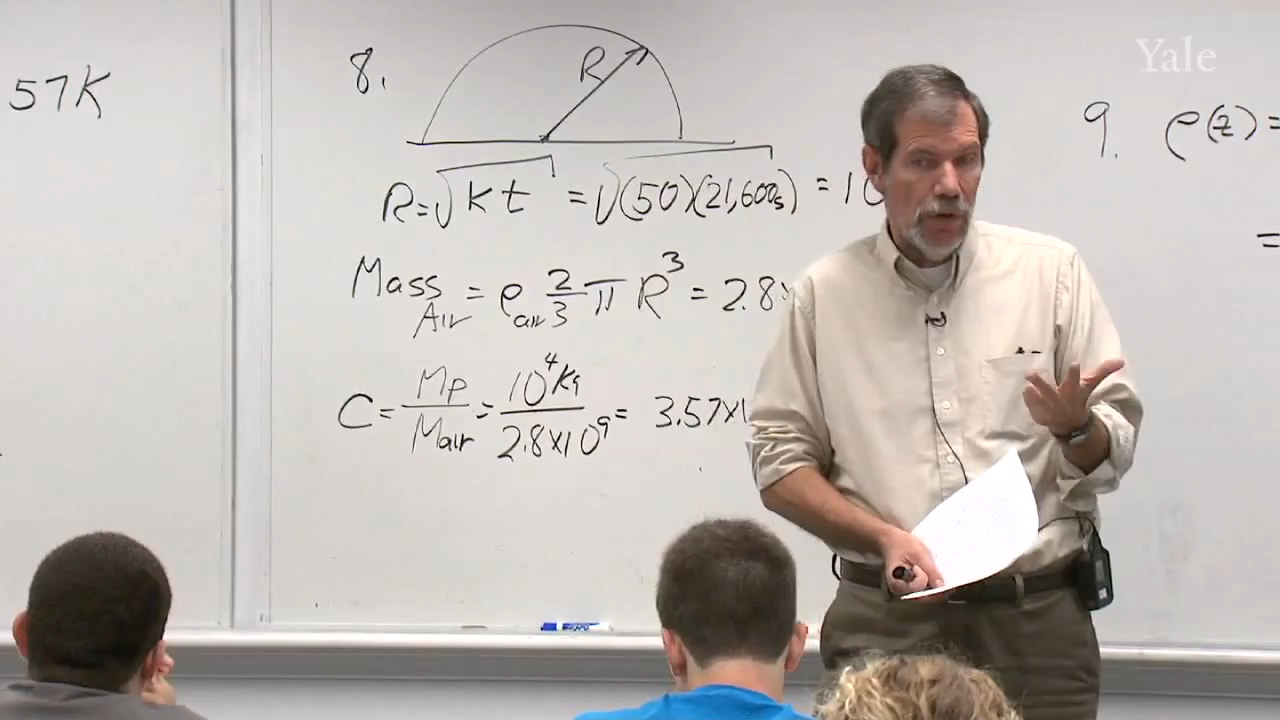 57K
8.
R
R = √Kt = √(50)(21,600s) = 10
Mass Air = ρair 2/3 π R³ = 2.8×
C = Mp/Mair = 10⁴Kg/2.8×10⁹ = 3.57×1
Yale
9. ρ(z) =
=
EXPO